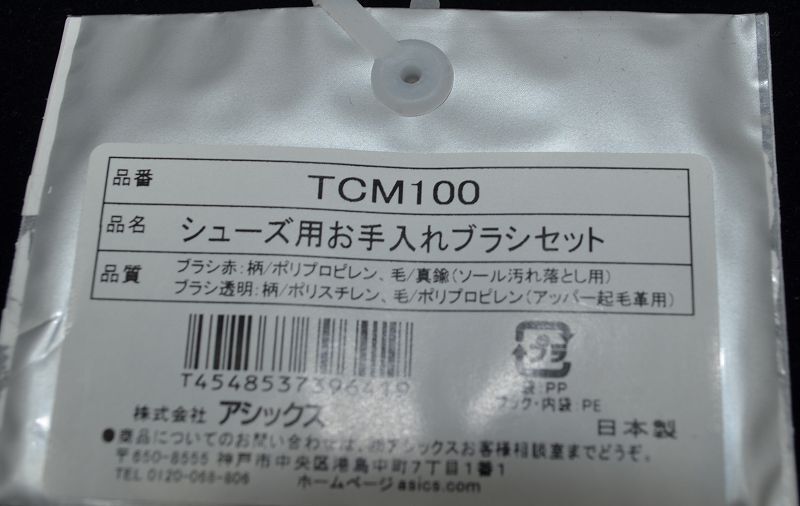 品番 TCM100
品名 シューズ用お手入れブラシセット
品質 ブラシ赤:柄/ポリプロピレン、毛/真鍮(ソール汚れ落とし用)
ブラシ透明:柄/ポリスチレン、毛/ポリプロピレン(アッパー起毛革用)
プラ
T4548537396419
袋:PP
フック・内袋:PE
株式会社 アシックス
日本製
●商品についてのお問い合わせは、㈱アシックスお客様相談室までどうぞ。
〒650-8555 神戸市中央区港島中町7丁目1番1
TEL 0120-068-806 ホームページasics.com